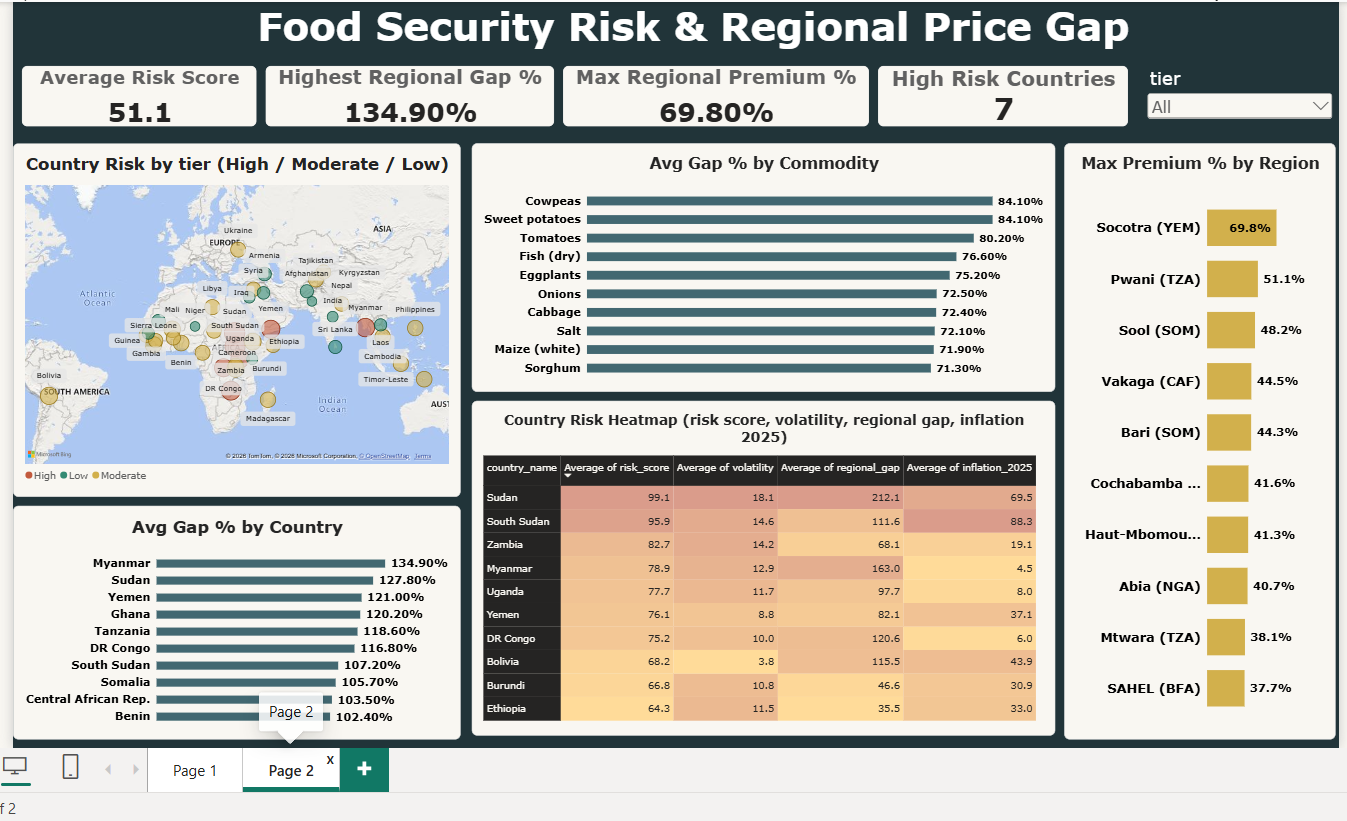 Food Security Risk & Regional Price Gap
Average Risk Score
51.1
Highest Regional Gap %
134.90%
Max Regional Premium %
69.80%
High Risk Countries
7
tier
All
Country Risk by tier (High / Moderate / Low)
Ukraine
EUROPE
ASIA
Armenia
Tajikistan
Syria
Afghanistan
Kyrgyzstan
Libya
Iraq
Nepal
Atlantic
Ocean
India
Mali
Niger
Sudan
Yemen
Myanmar
Philippines
Sierra Leone
South Sudan
Sri Lanka
Guinea
Uganda
Ethiopia
Laos
Gambia
Cameroon
Cambodia
Benin
Zambia
Burundi
Bolivia
Timor-Leste
SOUTH AMERICA
DR Congo
Indian
Ocean
AUST
Madagascar
Microsoft Bing
© 2026 TomTom, © 2026 Microsoft Corporation, © OpenStreetMap Terms
High
Low
Moderate
Avg Gap % by Country
Myanmar 134.90%
Sudan 127.80%
Yemen 121.00%
Ghana 120.20%
Tanzania 118.60%
DR Congo 116.80%
South Sudan 107.20%
Somalia 105.70%
Central African Rep. 103.50%
Benin 102.40%
Avg Gap % by Commodity
Cowpeas 84.10%
Sweet potatoes 84.10%
Tomatoes 80.20%
Fish (dry) 76.60%
Eggplants 75.20%
Onions 72.50%
Cabbage 72.40%
Salt 72.10%
Maize (white) 71.90%
Sorghum 71.30%
Country Risk Heatmap (risk score, volatility, regional gap, inflation
2025)
country_name Average of risk_score Average of volatility Average of regional_gap Average of inflation_2025
Sudan 99.1 18.1 212.1 69.5
South Sudan 95.9 14.6 111.6 88.3
Zambia 82.7 14.2 68.1 19.1
Myanmar 78.9 12.9 163.0 4.5
Uganda 77.7 11.7 97.7 8.0
Yemen 76.1 8.8 82.1 37.1
DR Congo 75.2 10.0 120.6 6.0
Bolivia 68.2 3.8 115.5 43.9
Burundi 66.8 10.8 46.6 30.9
Ethiopia 64.3 11.5 35.5 33.0
Max Premium % by Region
Socotra (YEM) 69.8%
Pwani (TZA) 51.1%
Sool (SOM) 48.2%
Vakaga (CAF) 44.5%
Bari (SOM) 44.3%
Cochabamba ... 41.6%
Haut-Mbomou... 41.3%
Abia (NGA) 40.7%
Mtwara (TZA) 38.1%
SAHEL (BFA) 37.7%
Page 2
Page 1
Page 2
x
+
f 2